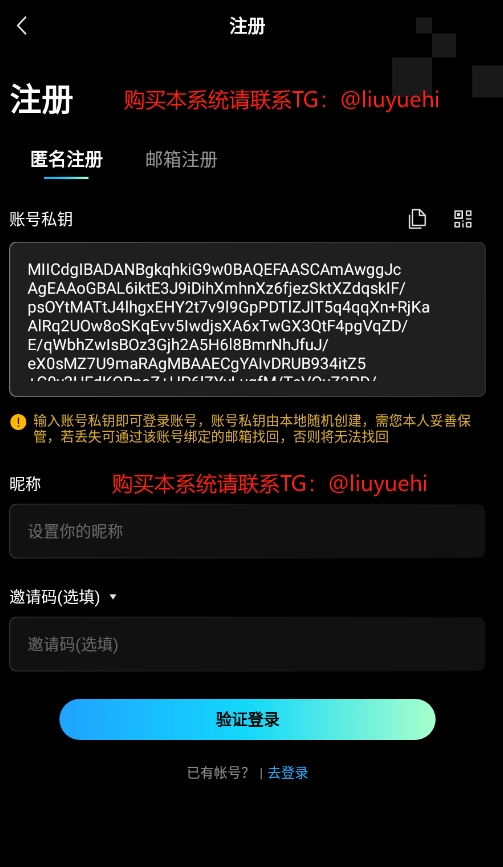 注册
注册
购买本系统请联系TG：@liuyuehi
匿名注册 邮箱注册
账号私钥
MIICdgIBADANBgkqhkiG9w0BAQEFAASCAmAwggJc
AgEAAoGBAL6iktE3J9iDihXmhnXz6fjezSktXZdqskIF/
psOYtMATtJ4lhgxEHY2t7v9l9GpPDTlZJlT5q4qqXn+RjKa
AlRq2UOw8oSKqEvv5IwdjsXA6xTwGX3QtF4pgVqZD/
E/qWbhZwIsBOz3Gjh2A5H6l8BmrNhJfuJ/
eX0sMZ7U9maRAgMBAAECgYAIvDRUB934itZ5
输入账号私钥即可登录账号，账号私钥由本地随机创建，需您本人妥善保
管，若丢失可通过该账号绑定的邮箱找回，否则将无法找回
昵称
购买本系统请联系TG：@liuyuehi
设置你的昵称
邀请码(选填)
邀请码(选填)
验证登录
已有帐号？ | 去登录